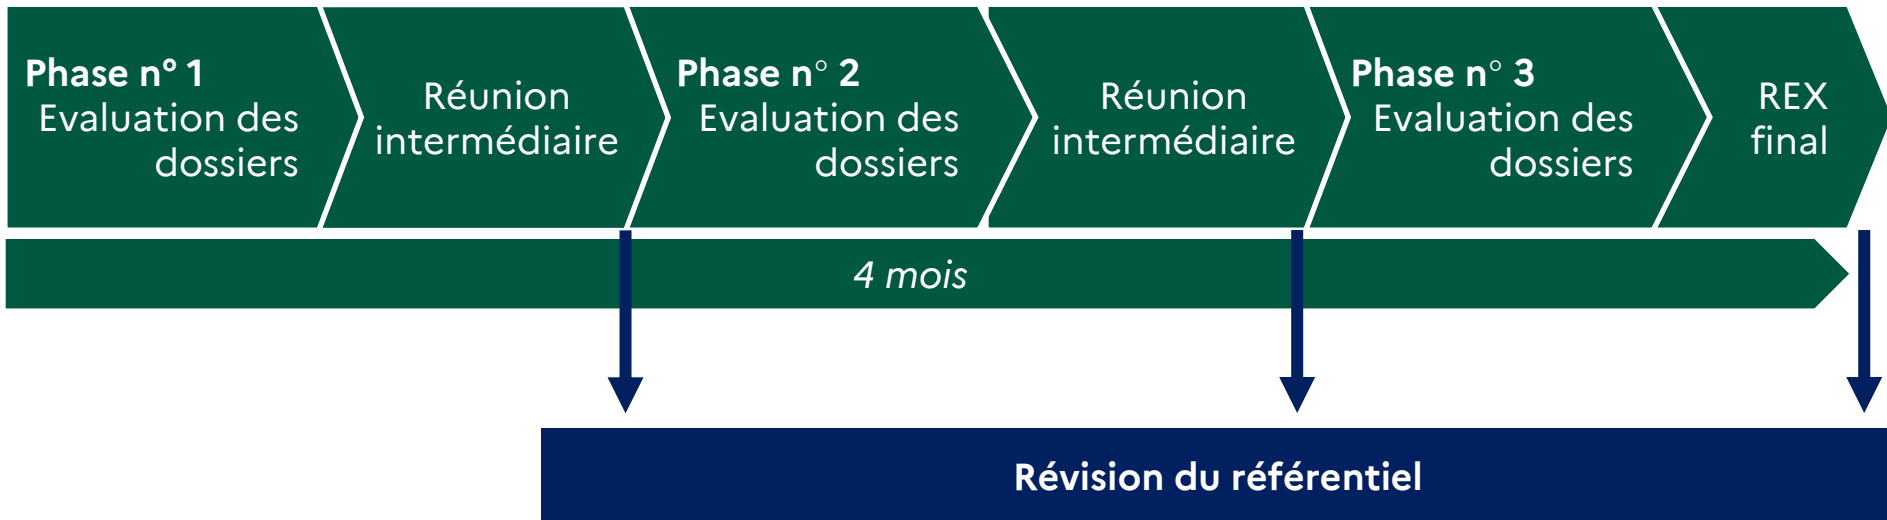 Phase n° 1
Evaluation des
dossiers
Réunion
intermédiaire
Phase n° 2
Evaluation des
dossiers
Réunion
intermédiaire
Phase n° 3
Evaluation des
dossiers
REX
final
4 mois
Révision du référentiel